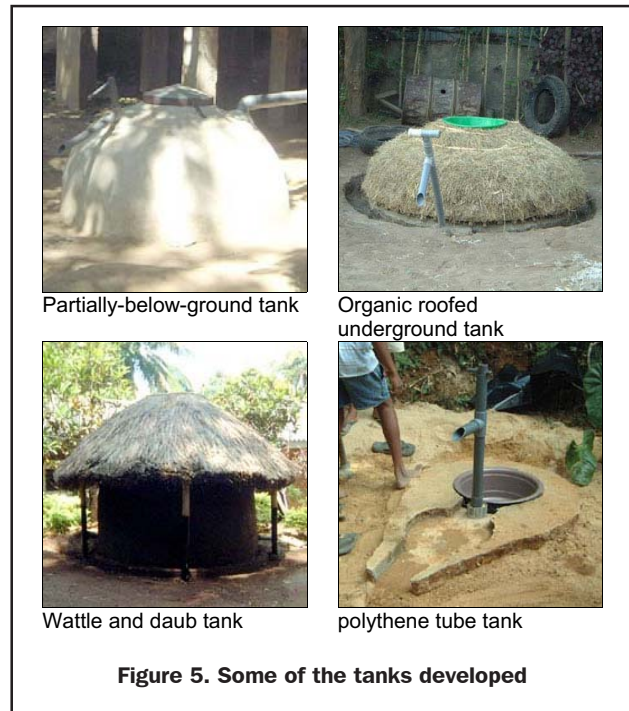 Partially-below-ground tank
Organic roofed
underground tank
Wattle and daub tank
polythene tube tank
Figure 5. Some of the tanks developed